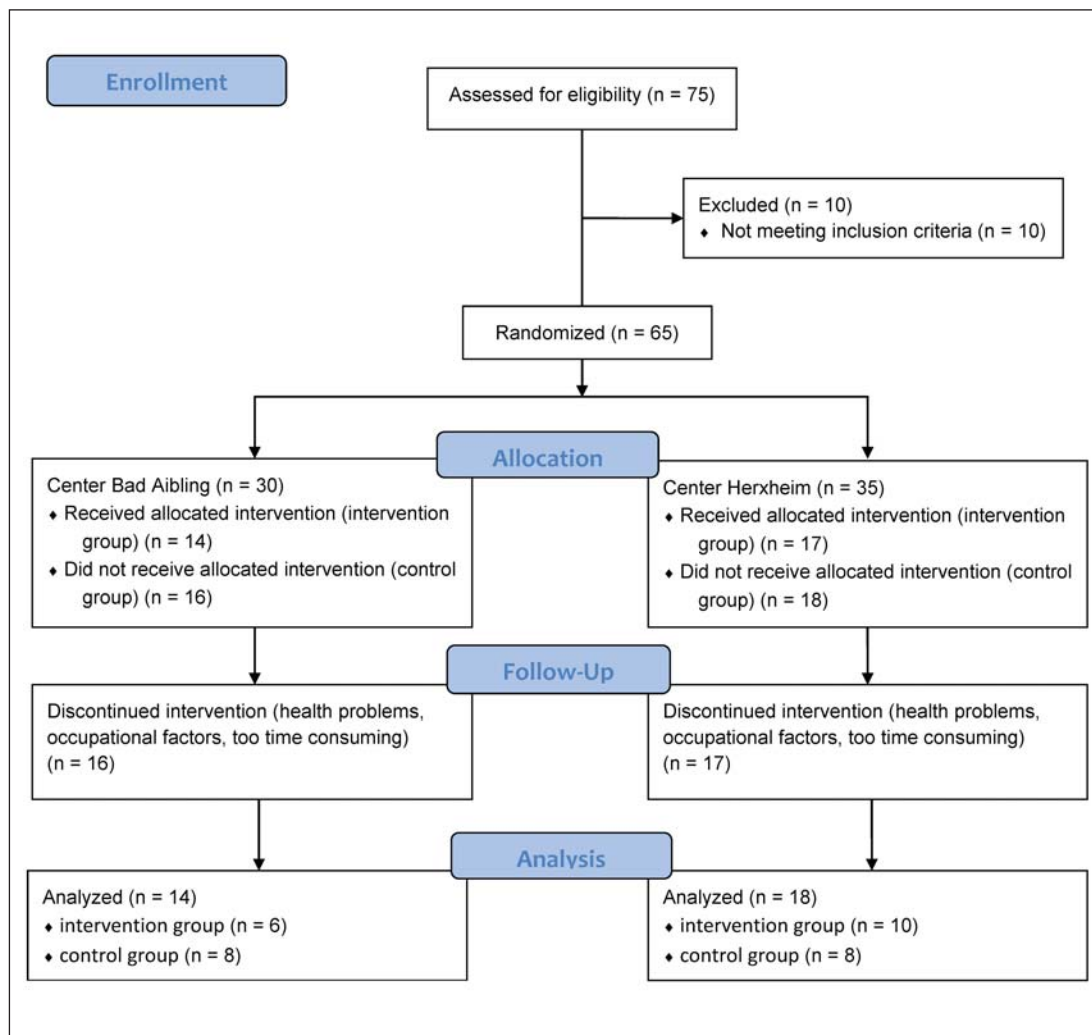 Enrollment
Assessed for eligibility (n = 75)
Excluded (n = 10)
♦ Not meeting inclusion criteria (n = 10)
Randomized (n = 65)
Allocation
Center Bad Aibling (n = 30)
♦ Received allocated intervention (intervention
group) (n = 14)
♦ Did not receive allocated intervention (control
group) (n = 16)
Center Herxheim (n = 35)
♦ Received allocated intervention (intervention
group) (n = 17)
♦ Did not receive allocated intervention (control
group) (n = 18)
Follow-Up
Discontinued intervention (health problems,
occupational factors, too time consuming)
(n = 16)
Discontinued intervention (health problems,
occupational factors, too time consuming)
(n = 17)
Analysis
Analyzed (n = 14)
♦ intervention group (n = 6)
♦ control group (n = 8)
Analyzed (n = 18)
♦ intervention group (n = 10)
♦ control group (n = 8)